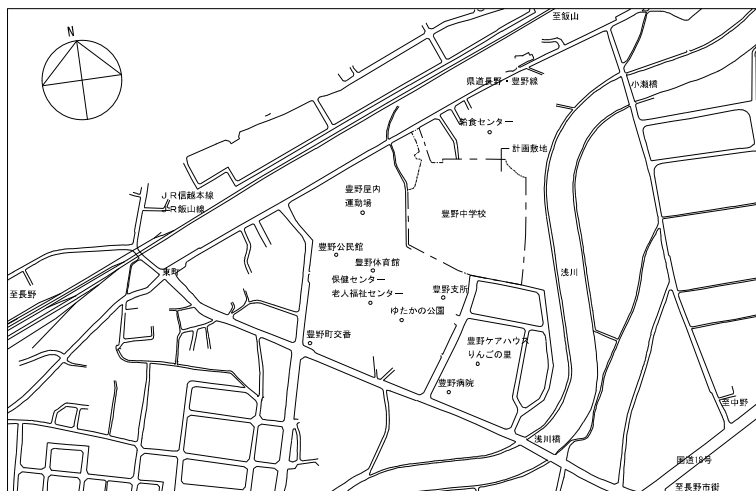 至飯山
N
県道長野・豊野線
小瀬橋
給食センター
計画敷地
JR信越本線
JR飯山線
豊野屋内
運動場
豊野中学校
豊野公民館
豊野体育館
東町
浅川
保健センター
老人福祉センター
豊野支所
至長野
ゆたかの公園
豊野町交番
豊野ケアハウス
りんごの里
豊野病院
至中野
浅川橋
国道18号
至長野市街